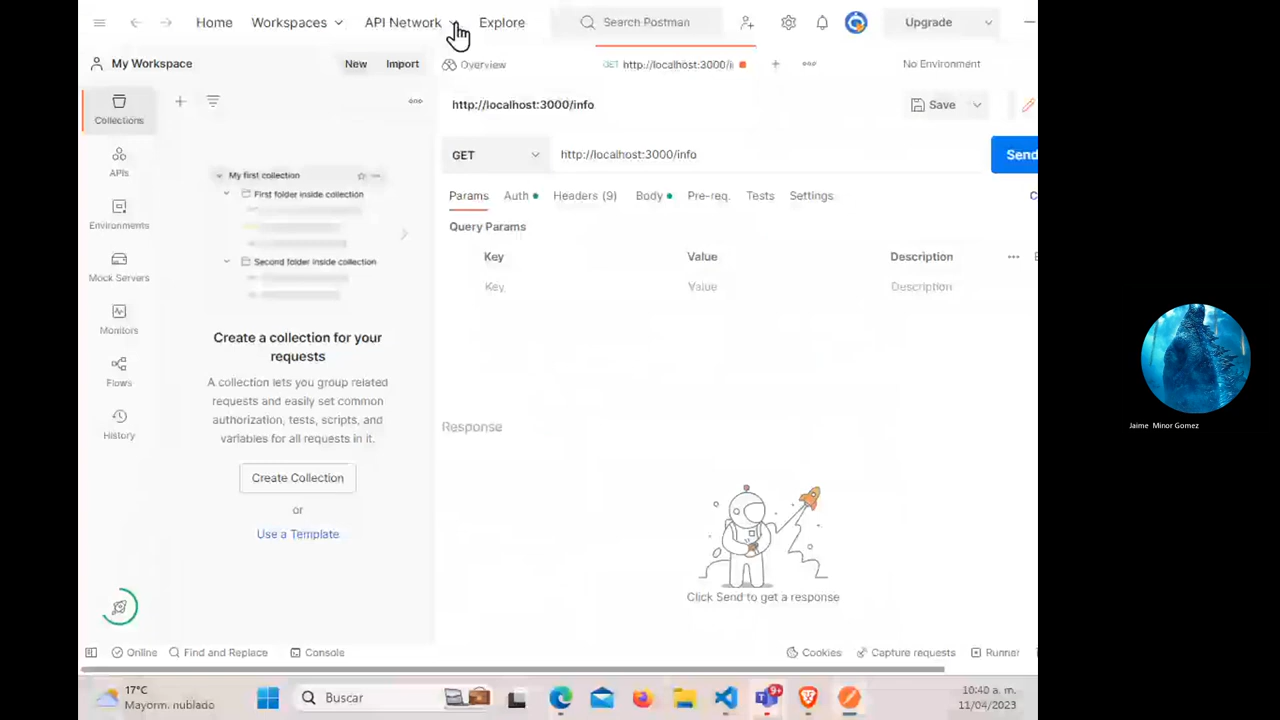 Home Workspaces API Network Explore Search Postman Upgrade
My Workspace New Import Overview GET http://localhost:3000/i No Environment
Collections
http://localhost:3000/info Save
APIs
GET http://localhost:3000/info Send
My first collection
First folder inside collection
Second folder inside collection
Params Auth Headers (9) Body Pre-req. Tests Settings C
Environments
Query Params
Key Value Description
Key Value Description
Mock Servers
Monitors
Flows
History
Create a collection for your
requests
A collection lets you group related
requests and easily set common
authorization, tests, scripts, and
variables for all requests in it.
Create Collection
or
Use a Template
Response
Click Send to get a response
Jaime Minor Gomez
Online Find and Replace Console Cookies Capture requests Runner
17°C
Mayorm. nublado
Buscar
9+
10:40 a. m.
11/04/2023